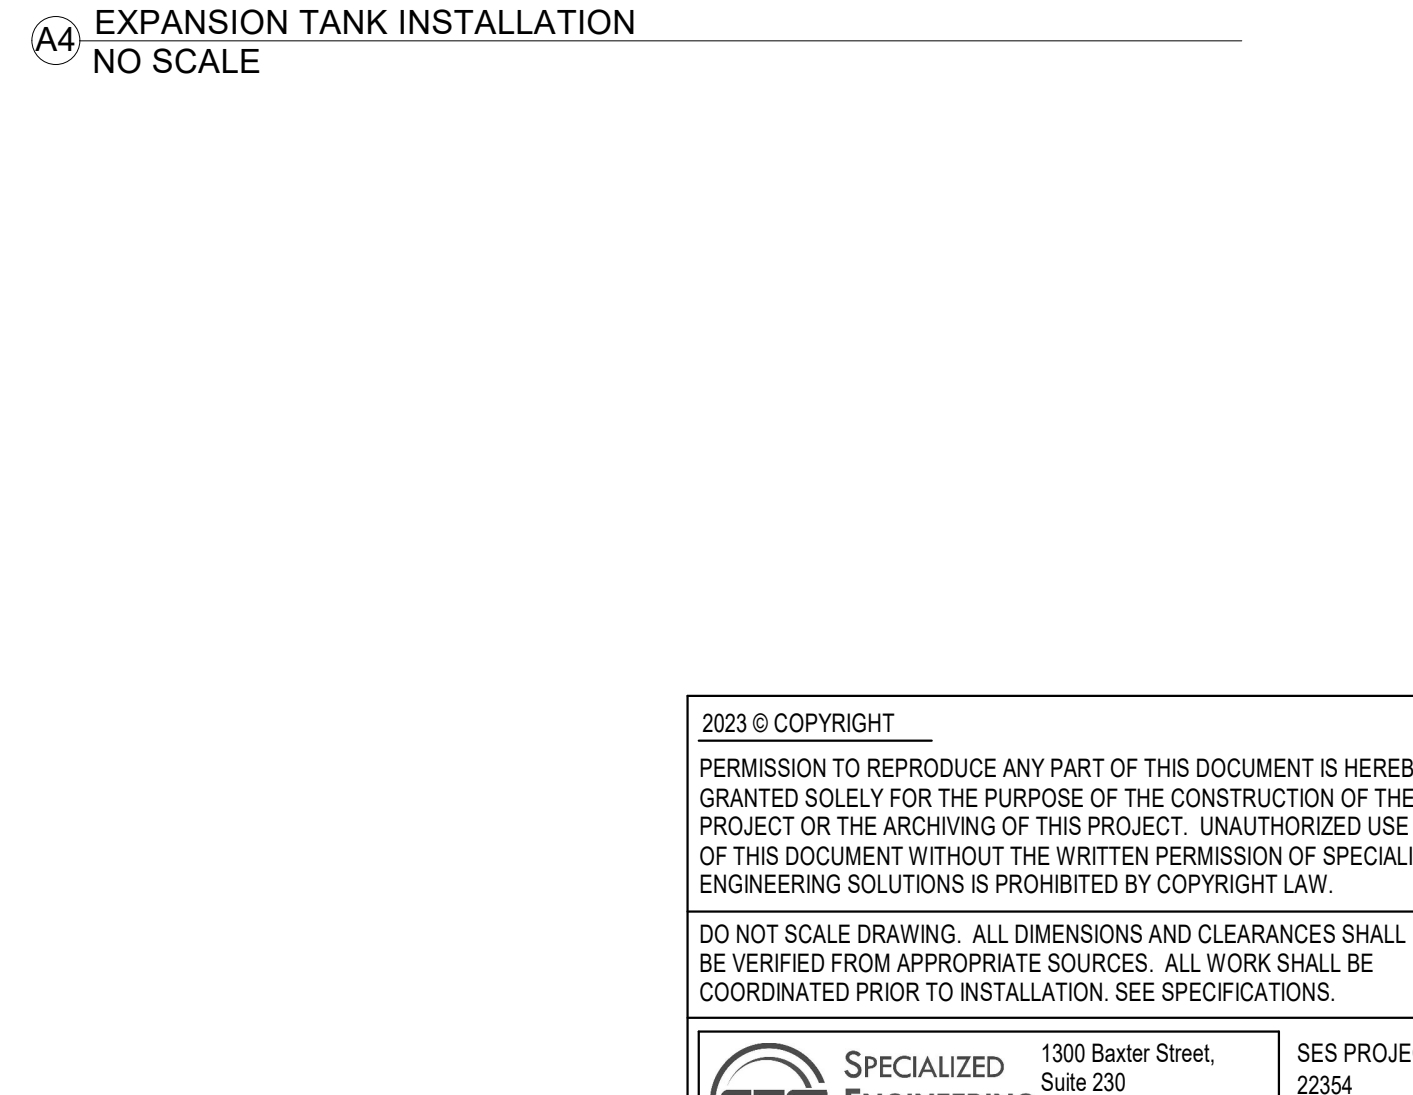 A4 EXPANSION TANK INSTALLATION
NO SCALE
2023 © COPYRIGHT
PERMISSION TO REPRODUCE ANY PART OF THIS DOCUMENT IS HEREB
GRANTED SOLELY FOR THE PURPOSE OF THE CONSTRUCTION OF THE
PROJECT OR THE ARCHIVING OF THIS PROJECT. UNAUTHORIZED USE
OF THIS DOCUMENT WITHOUT THE WRITTEN PERMISSION OF SPECIALI
ENGINEERING SOLUTIONS IS PROHIBITED BY COPYRIGHT LAW.
DO NOT SCALE DRAWING. ALL DIMENSIONS AND CLEARANCES SHALL
BE VERIFIED FROM APPROPRIATE SOURCES. ALL WORK SHALL BE
COORDINATED PRIOR TO INSTALLATION. SEE SPECIFICATIONS.
SPECIALIZED
ENGINEERING
1300 Baxter Street,
Suite 230
SES PROJE
22354